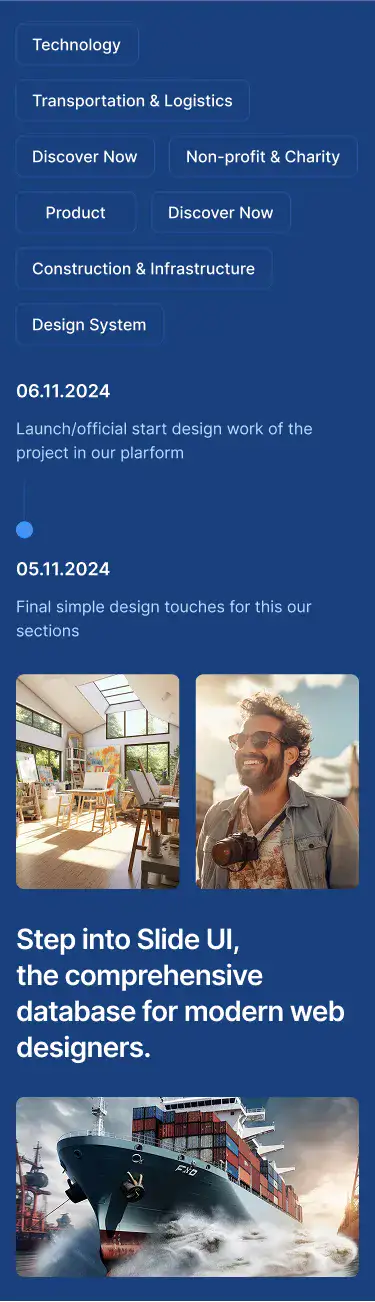 Technology
Transportation & Logistics
Discover Now
Non-profit & Charity
Product
Discover Now
Construction & Infrastructure
Design System
06.11.2024
Launch/official start design work of the
project in our plarform
05.11.2024
Final simple design touches for this our
sections
Step into Slide UI,
the comprehensive
database for modern web
designers.